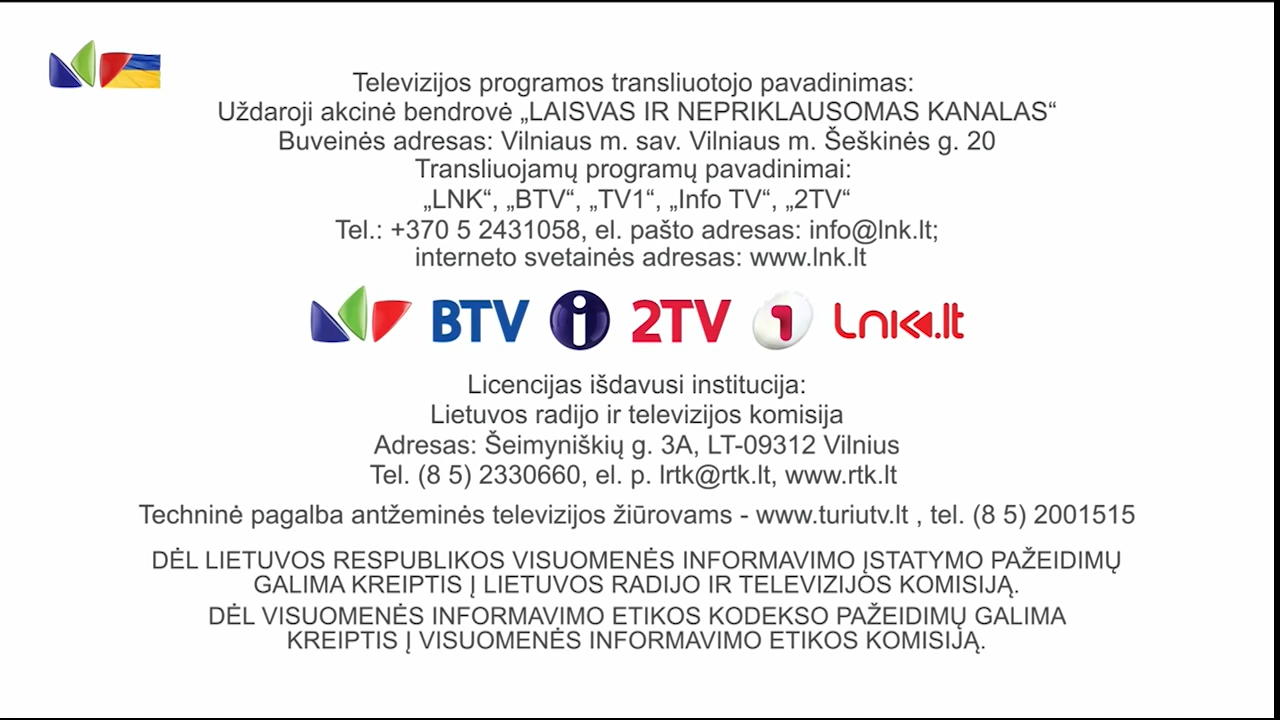 Televizijos programos transliuotojo pavadinimas:
Uždaroji akcinė bendrovė „LAISVAS IR NEPRIKLAUSOMAS KANALAS“
Buveinės adresas: Vilniaus m. sav. Vilniaus m. Šeškinės g. 20
Transliuojamų programų pavadinimai:
„LNK“, „BTV“, „TV1“, „Info TV“, „2TV“
Tel.: +370 5 2431058, el. pašto adresas: info@lnk.lt;
interneto svetainės adresas: www.lnk.lt
BTV i 2TV 1 Lnk.lt
Licencijas išdavusi institucija:
Lietuvos radijo ir televizijos komisija
Adresas: Šeimyniškių g. 3A, LT-09312 Vilnius
Tel. (8 5) 2330660, el. p. lrtk@rtk.lt, www.rtk.lt
Techninė pagalba antžeminės televizijos žiūrovams - www.turiutv.lt , tel. (8 5) 2001515
DĖL LIETUVOS RESPUBLIKOS VISUOMENĖS INFORMAVIMO ĮSTATYMO PAŽEIDIMŲ
GALIMA KREIPTIS Į LIETUVOS RADIJO IR TELEVIZIJOS KOMISIJĄ.
DĖL VISUOMENĖS INFORMAVIMO ETIKOS KODEKSO PAŽEIDIMŲ GALIMA
KREIPTIS Į VISUOMENĖS INFORMAVIMO ETIKOS KOMISIJĄ.